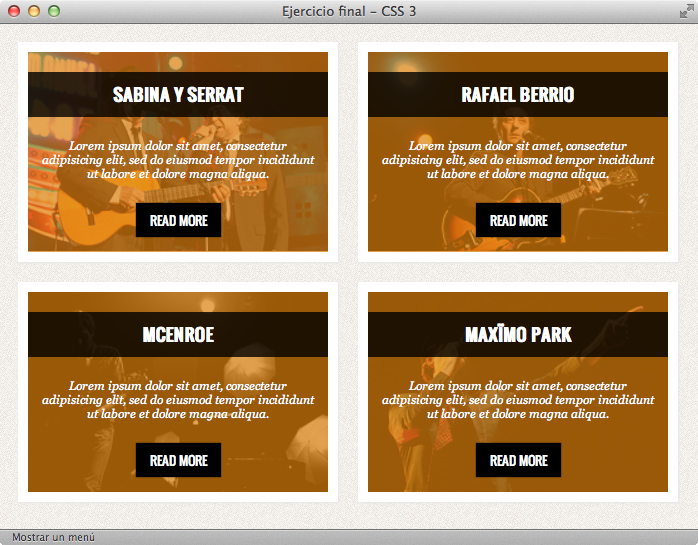 Ejercicio final – CSS 3
SABINA Y SERRAT
Lorem ipsum dolor sit amet, consectetur
adipisicing elit, sed do eiusmod tempor incididunt
ut labore et dolore magna aliqua.
READ MORE
RAFAEL BERRIO
Lorem ipsum dolor sit amet, consectetur
adipisicing elit, sed do eiusmod tempor incididunt
ut labore et dolore magna aliqua.
READ MORE
MCENROE
Lorem ipsum dolor sit amet, consectetur
adipisicing elit, sed do eiusmod tempor incididunt
ut labore et dolore magna aliqua.
READ MORE
MAXÏMO PARK
Lorem ipsum dolor sit amet, consectetur
adipisicing elit, sed do eiusmod tempor incididunt
ut labore et dolore magna aliqua.
READ MORE
Mostrar un menú